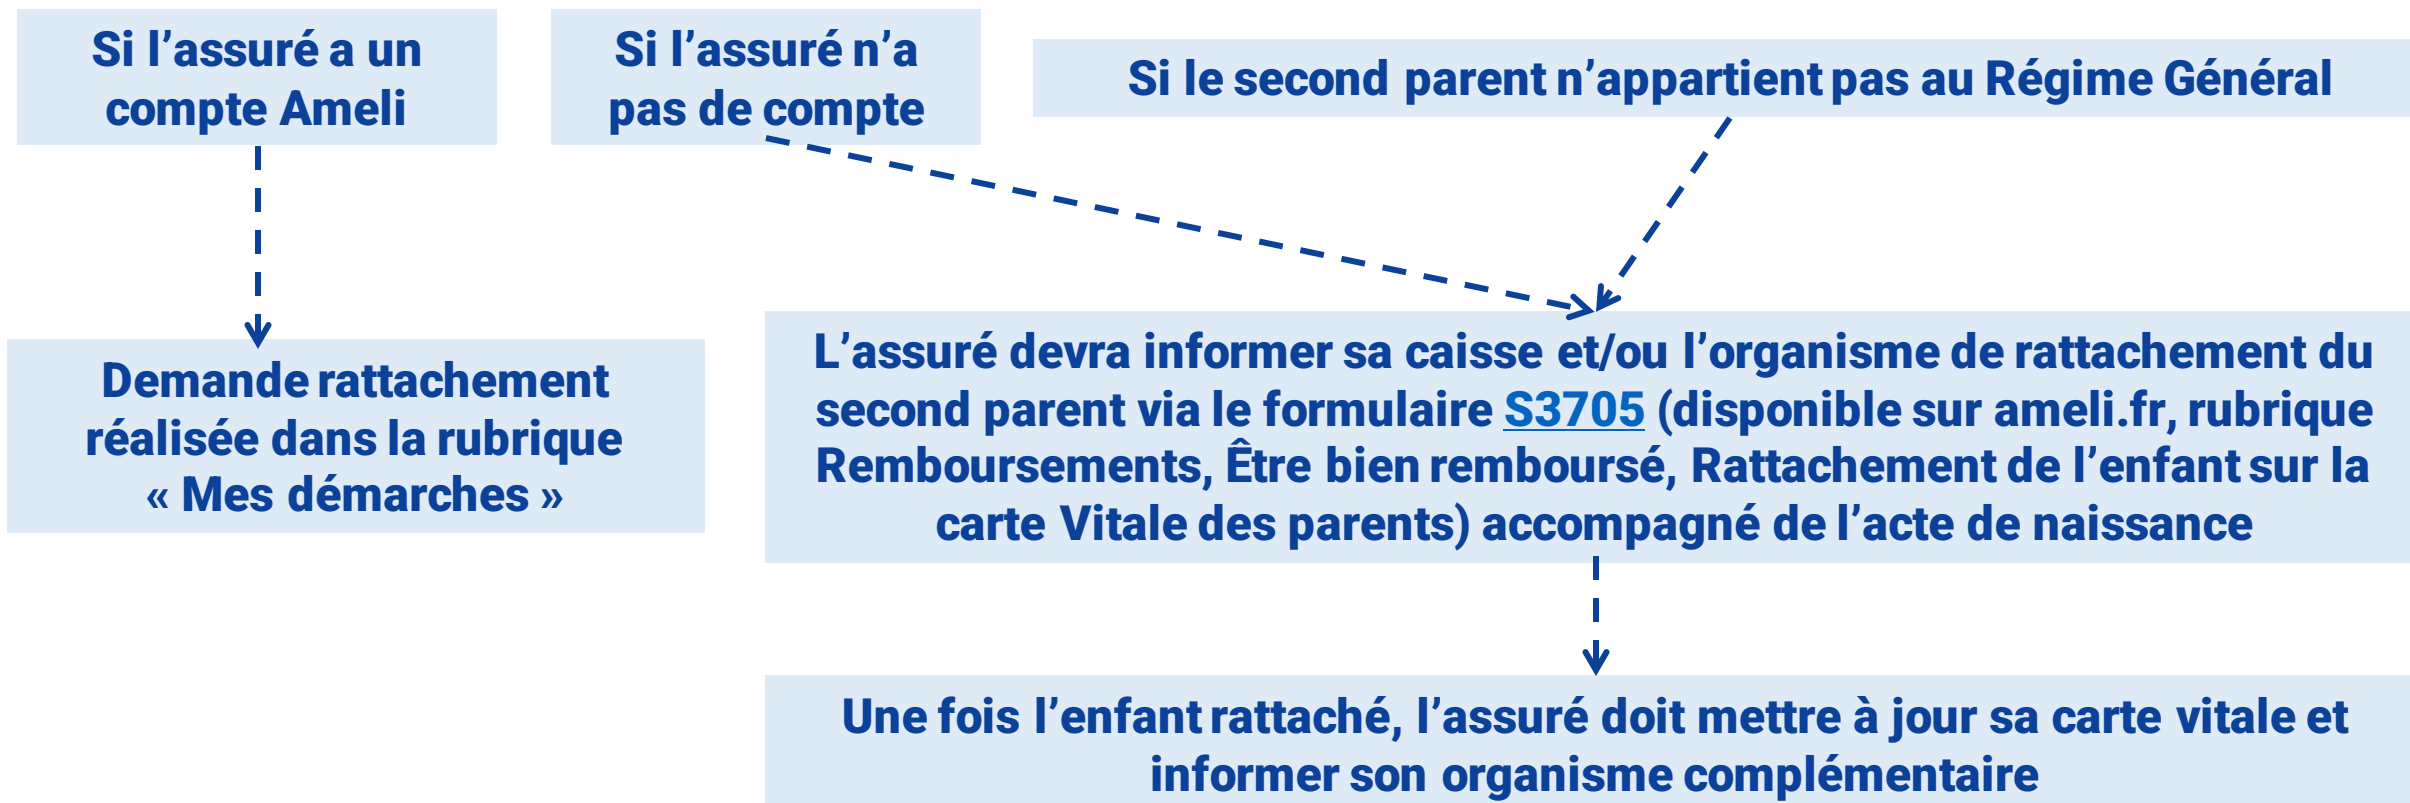 Si l’assuré a un
compte Ameli
Si l’assuré n’a
pas de compte
Si le second parent n’appartient pas au Régime Général
Demande rattachement
réalisée dans la rubrique
« Mes démarches »
L’assuré devra informer sa caisse et/ou l’organisme de rattachement du
second parent via le formulaire S3705 (disponible sur ameli.fr, rubrique
Remboursements, Être bien remboursé, Rattachement de l’enfant sur la
carte Vitale des parents) accompagné de l’acte de naissance
Une fois l’enfant rattaché, l’assuré doit mettre à jour sa carte vitale et
informer son organisme complémentaire